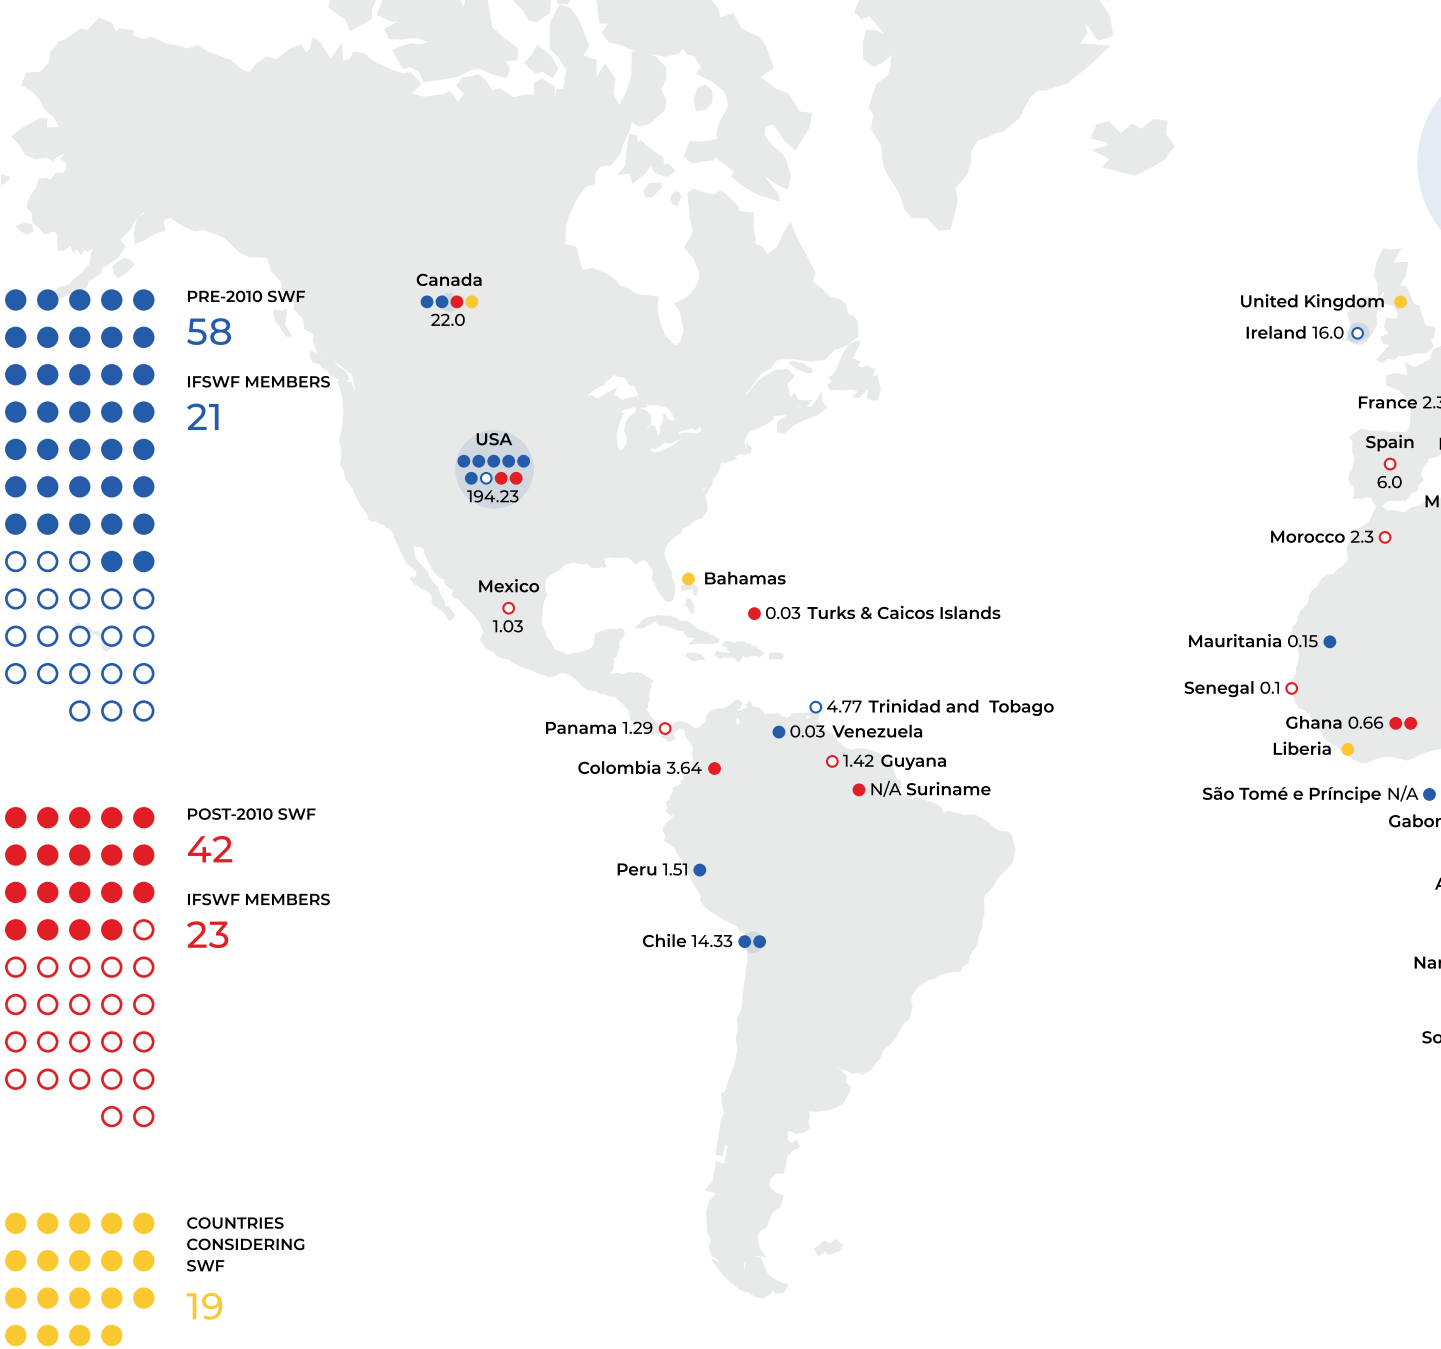 PRE-2010 SWF
58
IFSWF MEMBERS
21
POST-2010 SWF
42
IFSWF MEMBERS
23
COUNTRIES
CONSIDERING
SWF
19
Canada
22.0
USA
194.23
Mexico
1.03
Bahamas
0.03 Turks & Caicos Islands
4.77 Trinidad and Tobago
0.03 Venezuela
1.42 Guyana
N/A Suriname
Panama 1.29
Colombia 3.64
Peru 1.51
Chile 14.33
United Kingdom
Ireland 16.0
France 2.3
Spain
6.0
Morocco 2.3
Mauritania 0.15
Senegal 0.1
Ghana 0.66
Liberia
São Tomé e Príncipe N/A